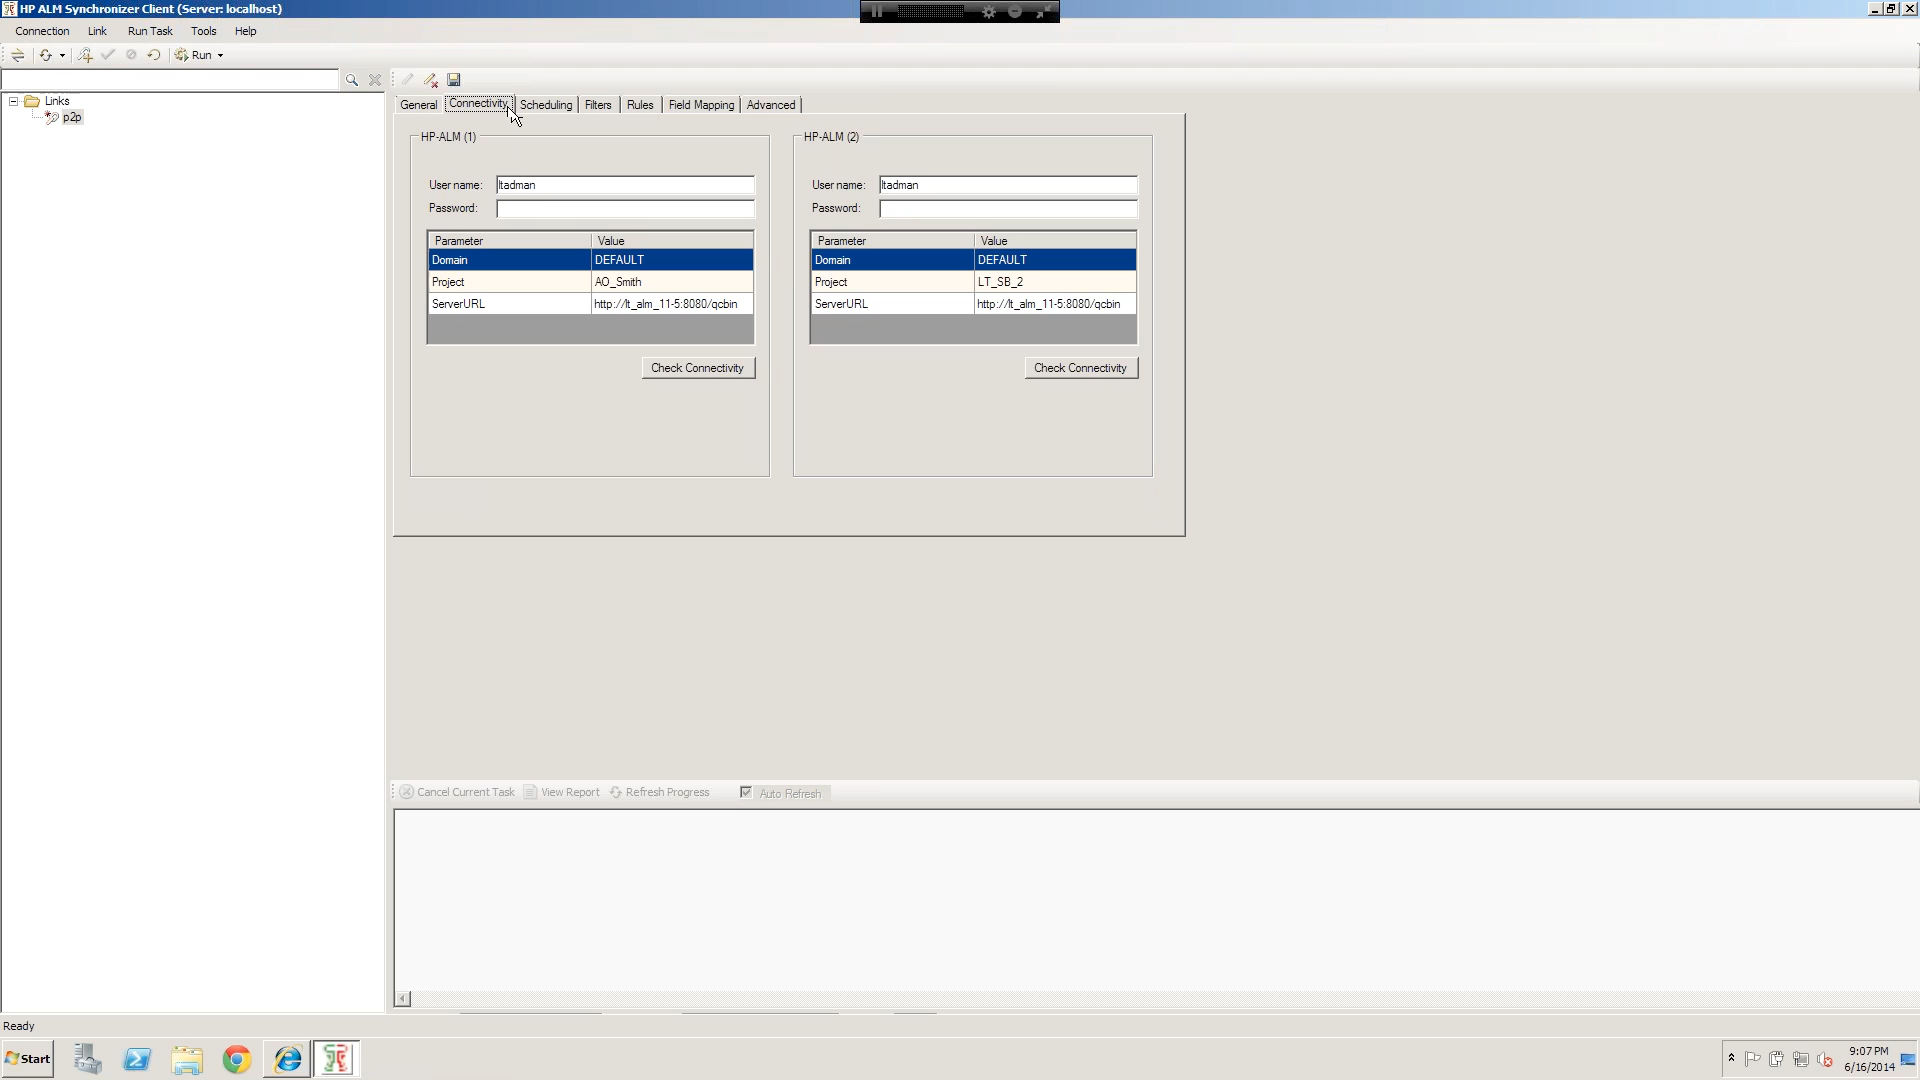 HP ALM Synchronizer Client (Server: localhost)
Connection Link Run Task Tools Help
Run
Links
p2p
General Connectivity Scheduling Filters Rules Field Mapping Advanced
HP-ALM (1)
User name: ltadman
Password:
Parameter Value
Domain DEFAULT
Project AO_Smith
ServerURL http://lt_alm_11-5:8080/qcbin
Check Connectivity
HP-ALM (2)
User name: ltadman
Password:
Parameter Value
Domain DEFAULT
Project LT_SB_2
ServerURL http://lt_alm_11-5:8080/qcbin
Check Connectivity
Cancel Current Task View Report Refresh Progress Auto Refresh
Ready
Start
9:07 PM
6/16/2014